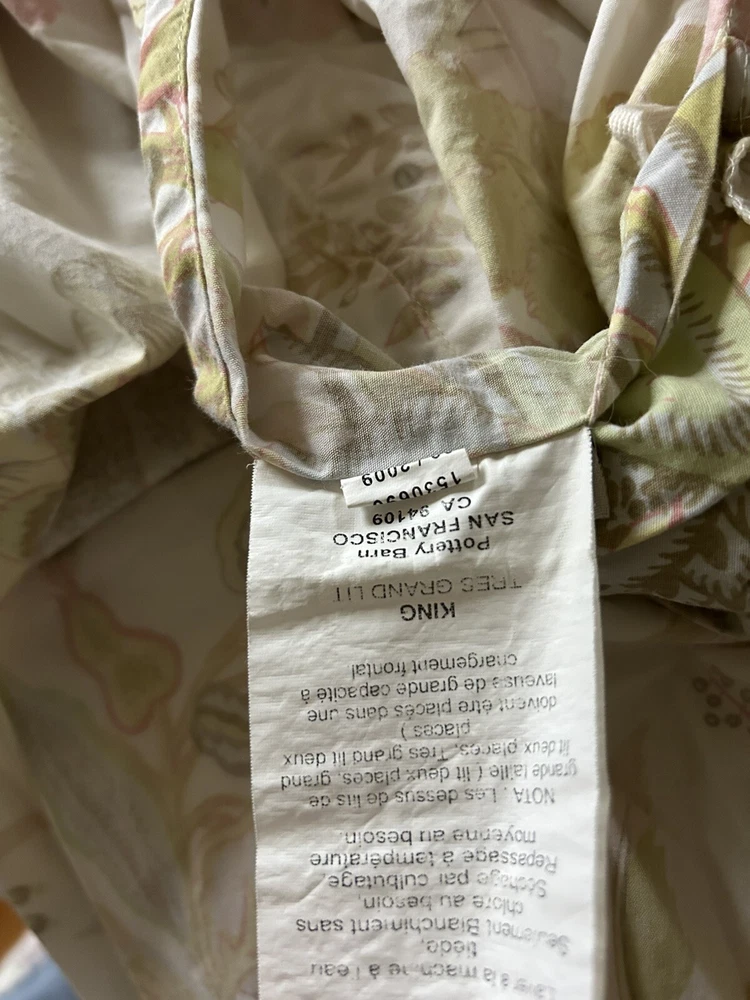 Laver à la machine à l'eau
tiède,
Seulement Blanchiment sans
chlore au besoin,
Séchage par culbutage,
Repassage à température
moyenne au besoin.
NOTA. Les dessus de lits de
grande taille ( lit deux places, grand
lit deux places, Tres grand lit deux
places )
doivent être placés dans une
laveuse de grande capacité à
chargement frontal
KING
TRES GRAND LIT
Pottery Barn
SAN FRANCISCO
CA 94109
/ 2009